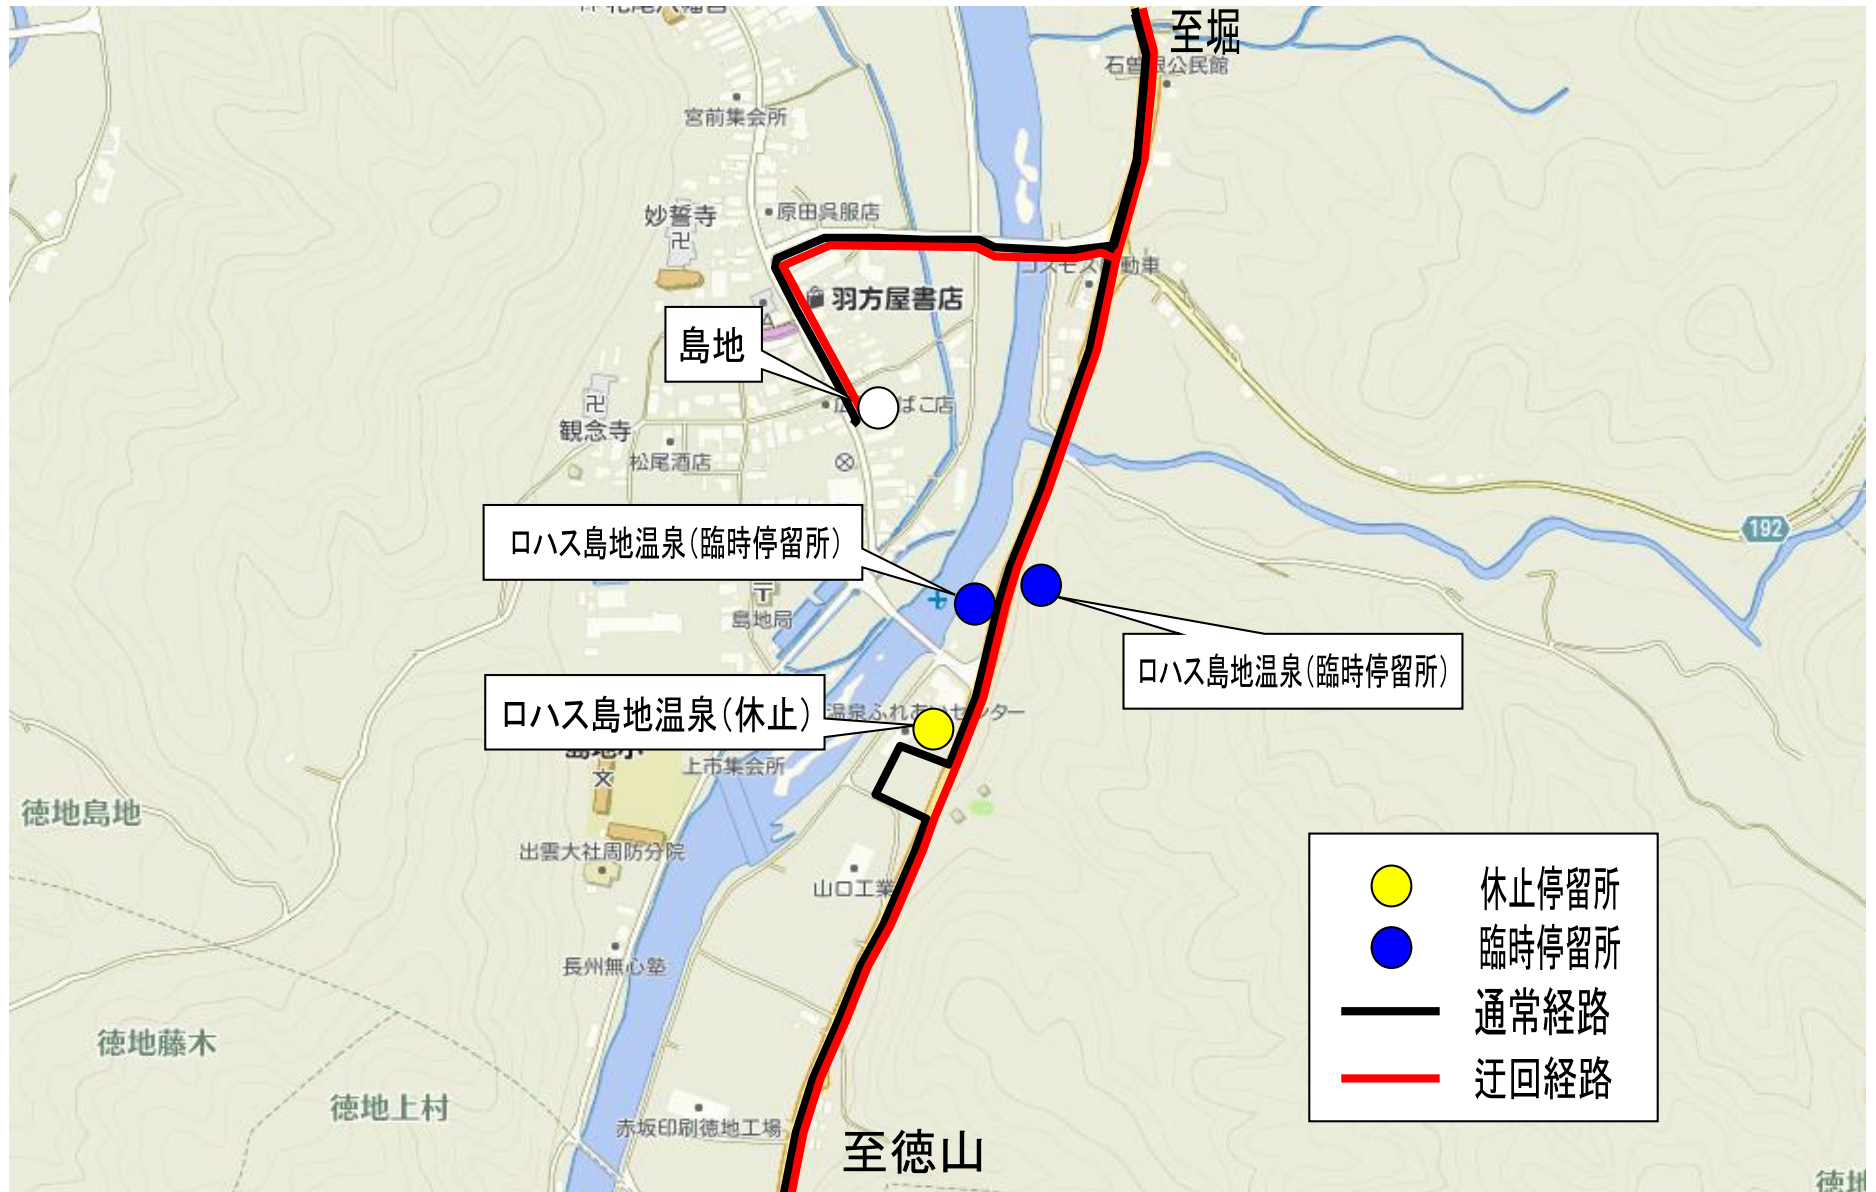 至堀
宮前集会所
妙誓寺
原田呉服店
羽方屋書店
島地
観念寺
松尾酒店
192
ロハス島地温泉(臨時停留所)
島地局
ロハス島地温泉(臨時停留所)
ロハス島地温泉(休止)
上市集会所
徳地島地
出雲大社周防分院
山口工業
長州無心塾
徳地藤木
徳地上村
赤坂印刷徳地工場
至徳山
休止停留所
臨時停留所
通常経路
迂回経路